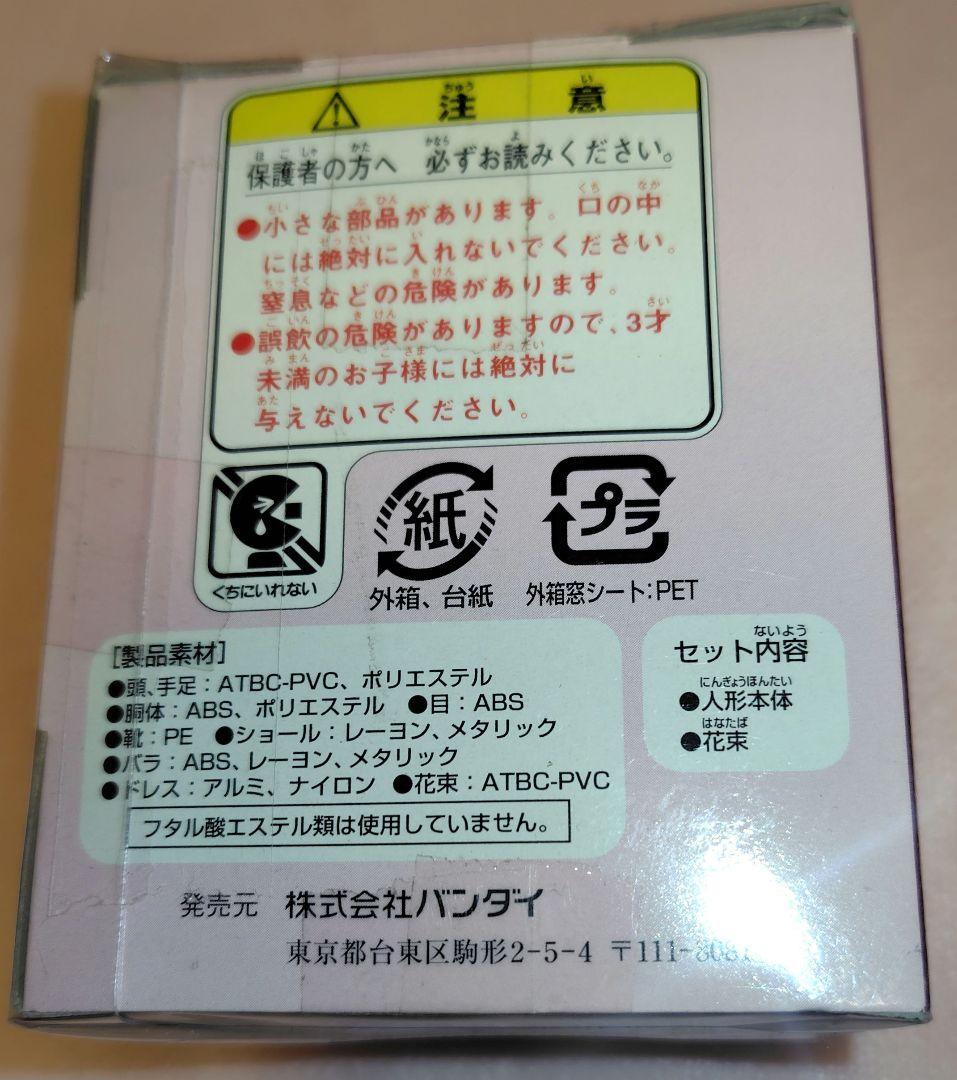 注意
保護者の方へ 必ずお読みください。
●小さな部品があります。口の中
には絶対に入れないでください。
窒息などの危険があります。
●誤飲の危険がありますので、3才
未満のお子様には絶対に
与えないでください。
くちにいれない
紙
外箱、台紙
プラ
外箱窓シート:PET
[製品素材]
●頭、手足:ATBC-PVC、ポリエステル
●胴体:ABS、ポリエステル ●目:ABS
●靴:PE ●ショール:レーヨン、メタリック
●バラ:ABS、レーヨン、メタリック
●ドレス:アルミ、ナイロン ●花束:ATBC-PVC
フタル酸エステル類は使用していません。
セット内容
●人形本体
●花束
発売元 株式会社バンダイ
東京都台東区駒形2-5-4 〒111-